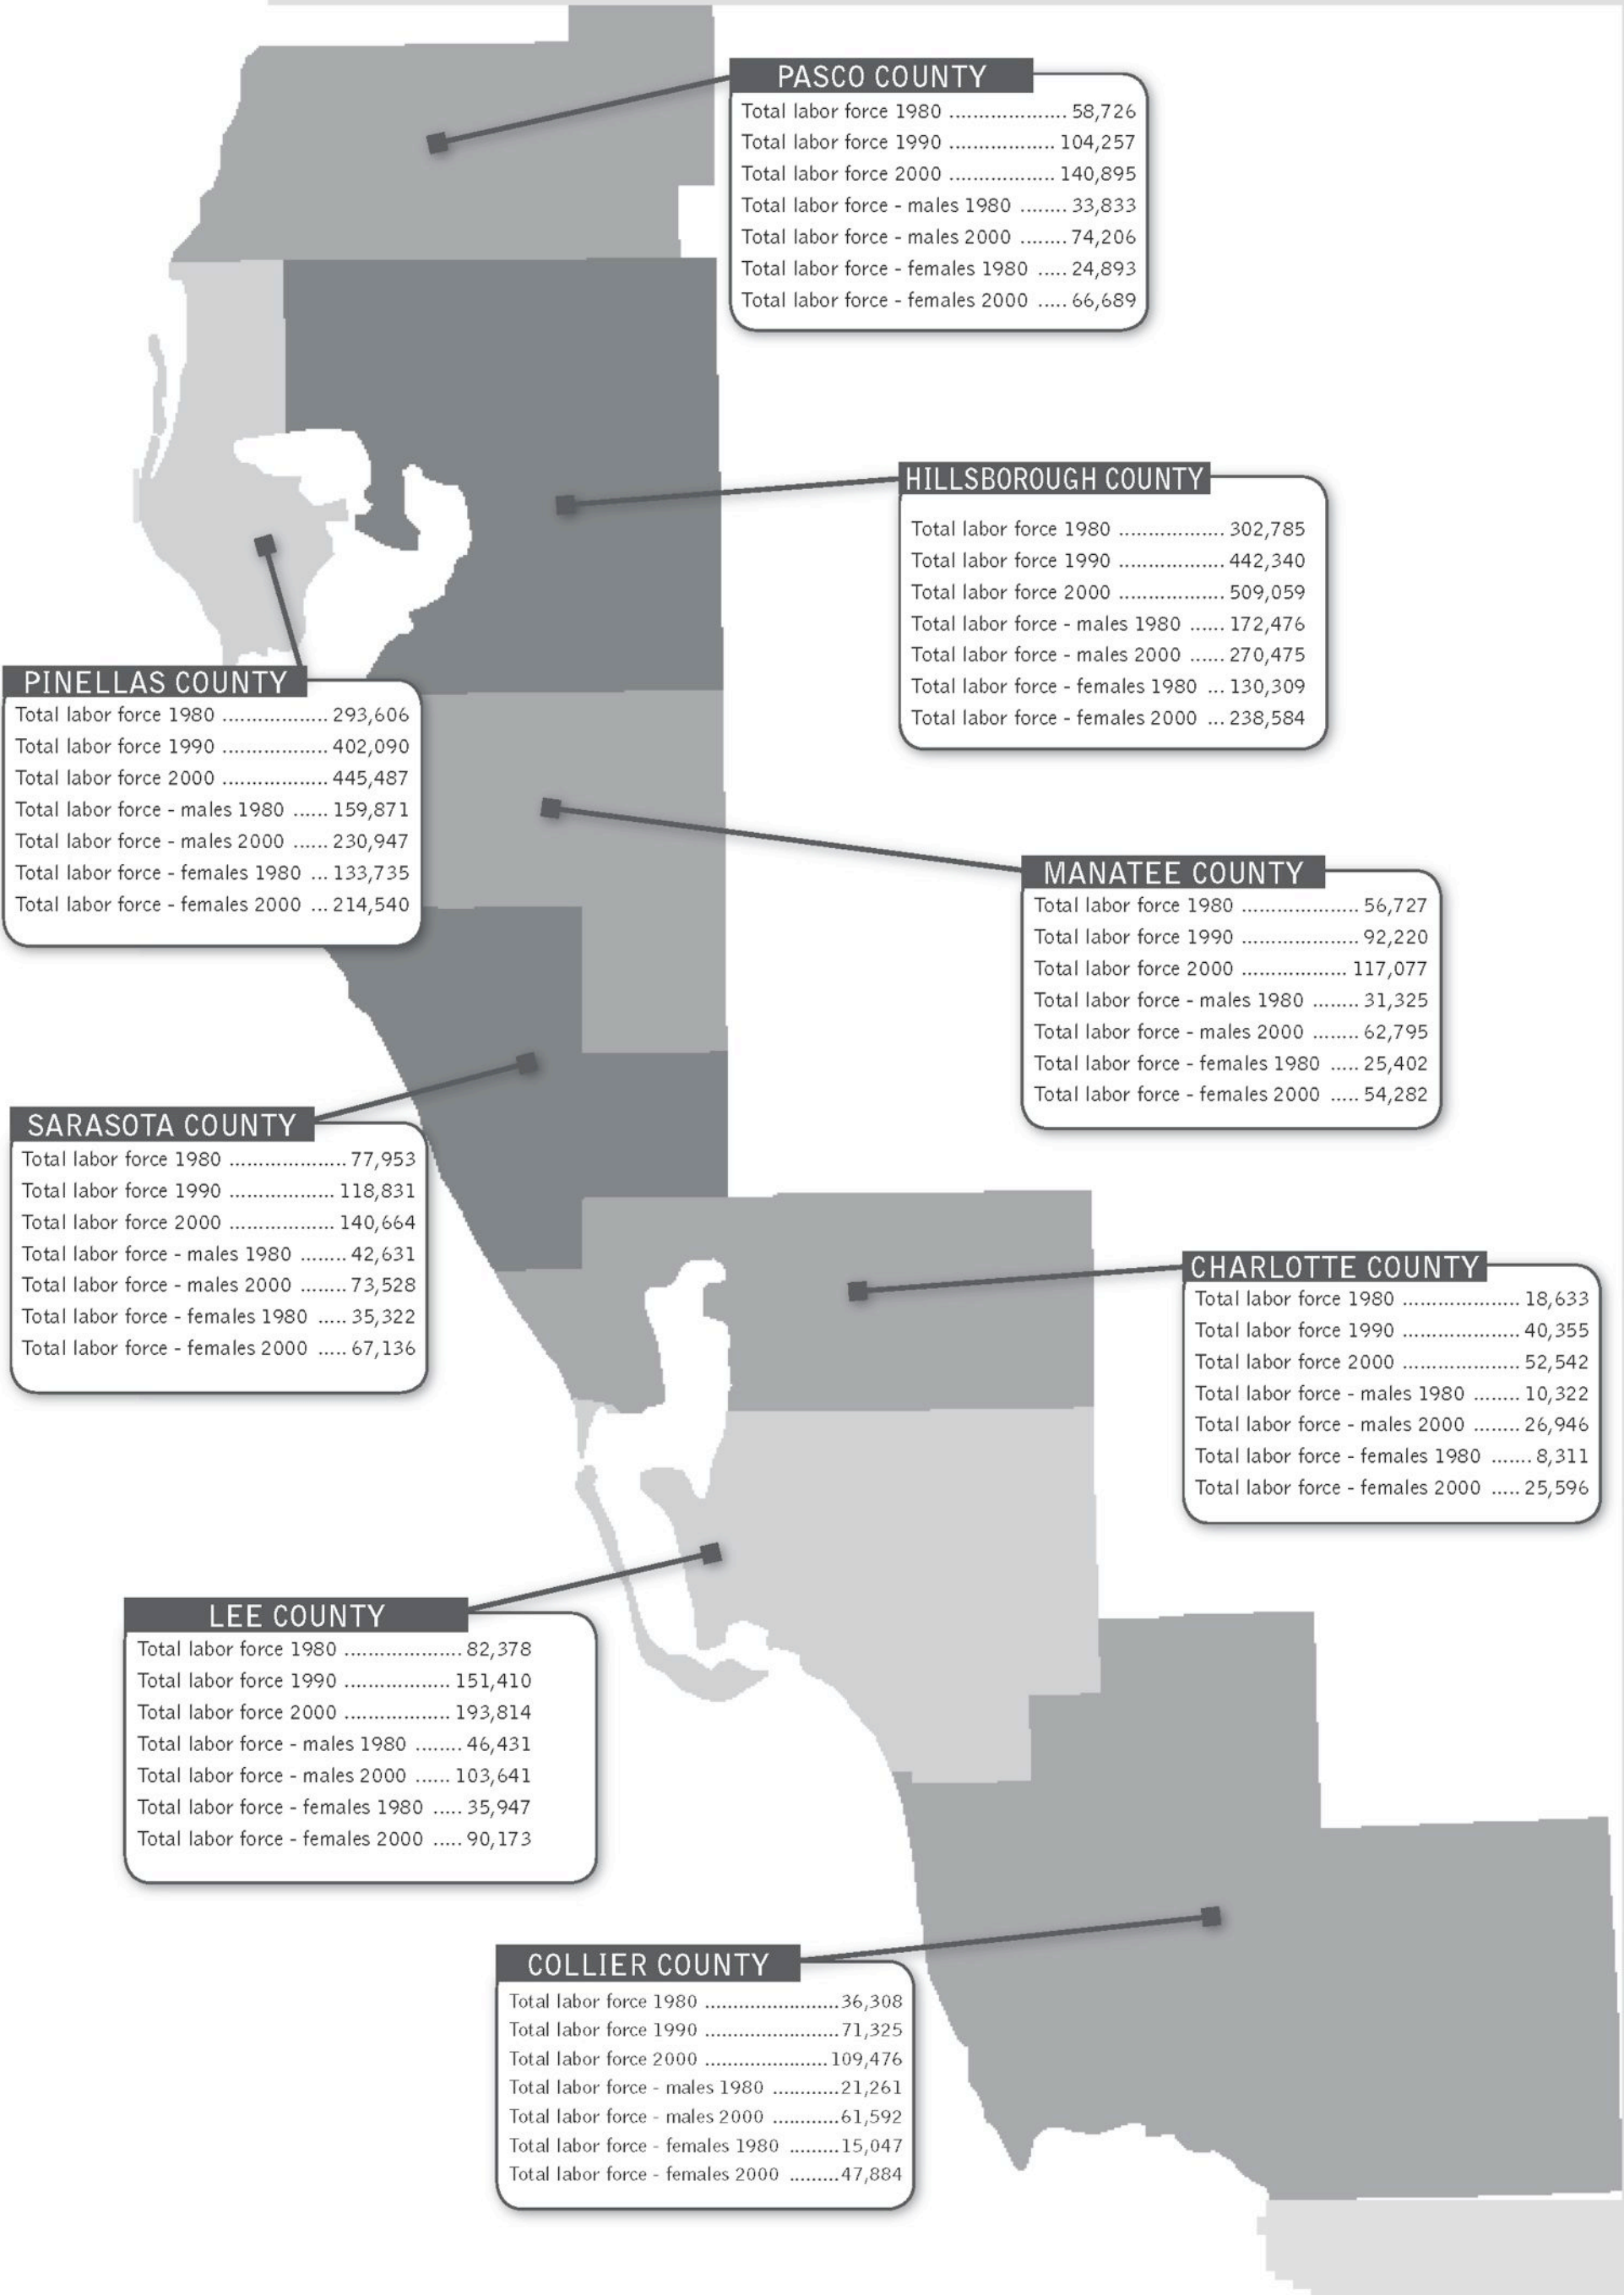 PASCO COUNTY
Total labor force 1980 .................... 58,726
Total labor force 1990 .................. 104,257
Total labor force 2000 .................. 140,895
Total labor force - males 1980 ........ 33,833
Total labor force - males 2000 ........ 74,206
Total labor force - females 1980 ..... 24,893
Total labor force - females 2000 ..... 66,689
HILLSBOROUGH COUNTY
Total labor force 1980 .................. 302,785
Total labor force 1990 .................. 442,340
Total labor force 2000 .................. 509,059
Total labor force - males 1980 ...... 172,476
Total labor force - males 2000 ...... 270,475
Total labor force - females 1980 ... 130,309
Total labor force - females 2000 ... 238,584
PINELLAS COUNTY
Total labor force 1980 .................. 293,606
Total labor force 1990 .................. 402,090
Total labor force 2000 .................. 445,487
Total labor force - males 1980 ...... 159,871
Total labor force - males 2000 ...... 230,947
Total labor force - females 1980 ... 133,735
Total labor force - females 2000 ... 214,540
MANATEE COUNTY
Total labor force 1980 .................... 56,727
Total labor force 1990 .................... 92,220
Total labor force 2000 .................. 117,077
Total labor force - males 1980 ........ 31,325
Total labor force - males 2000 ........ 62,795
Total labor force - females 1980 ..... 25,402
Total labor force - females 2000 ..... 54,282
SARASOTA COUNTY
Total labor force 1980 .................... 77,953
Total labor force 1990 .................. 118,831
Total labor force 2000 .................. 140,664
Total labor force - males 1980 ........ 42,631
Total labor force - males 2000 ........ 73,528
Total labor force - females 1980 ..... 35,322
Total labor force - females 2000 ..... 67,136
CHARLOTTE COUNTY
Total labor force 1980 .................... 18,633
Total labor force 1990 .................... 40,355
Total labor force 2000 .................... 52,542
Total labor force - males 1980 ........ 10,322
Total labor force - males 2000 ........ 26,946
Total labor force - females 1980 ....... 8,311
Total labor force - females 2000 ..... 25,596
LEE COUNTY
Total labor force 1980 .................... 82,378
Total labor force 1990 .................. 151,410
Total labor force 2000 .................. 193,814
Total labor force - males 1980 ........ 46,431
Total labor force - males 2000 ...... 103,641
Total labor force - females 1980 ..... 35,947
Total labor force - females 2000 ..... 90,173
COLLIER COUNTY
Total labor force 1980 ........................36,308
Total labor force 1990 ........................71,325
Total labor force 2000 ......................109,476
Total labor force - males 1980 ............21,261
Total labor force - males 2000 ............61,592
Total labor force - females 1980 .........15,047
Total labor force - females 2000 .........47,884